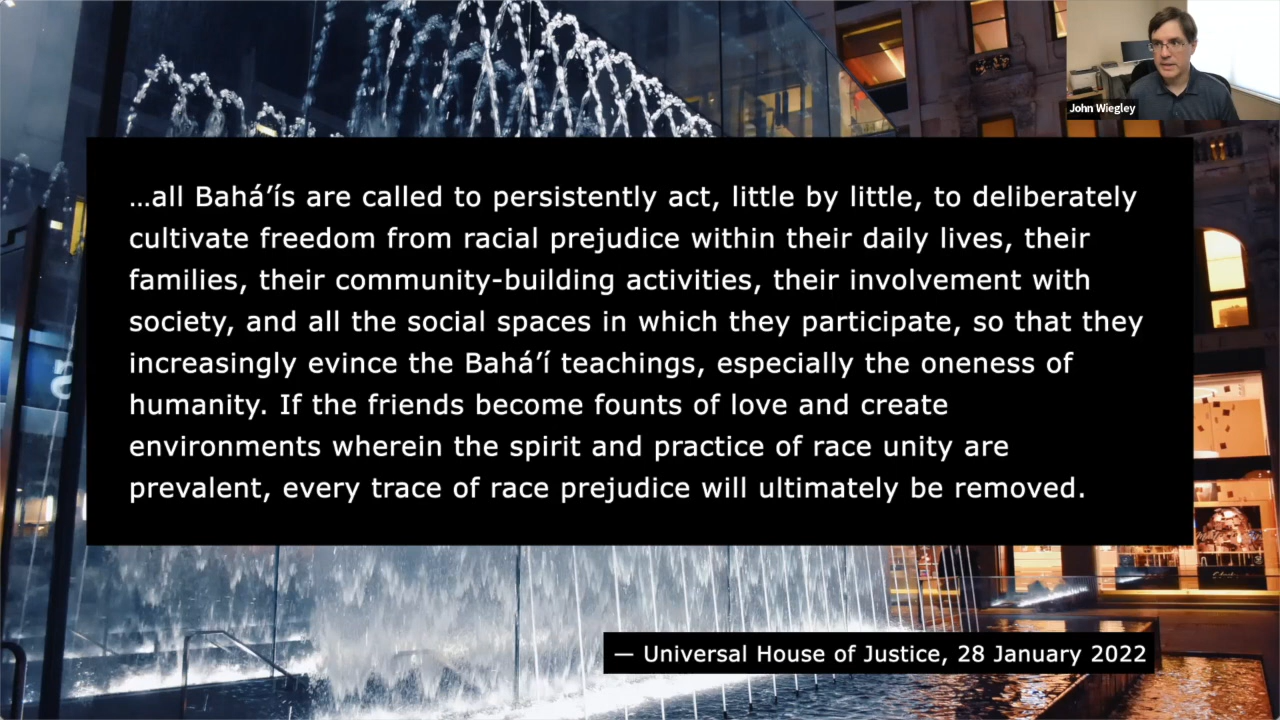 John Wiegley
…all Bahá’ís are called to persistently act, little by little, to deliberately
cultivate freedom from racial prejudice within their daily lives, their
families, their community-building activities, their involvement with
society, and all the social spaces in which they participate, so that they
increasingly evince the Bahá’í teachings, especially the oneness of
humanity. If the friends become founts of love and create
environments wherein the spirit and practice of race unity are
prevalent, every trace of race prejudice will ultimately be removed.
— Universal House of Justice, 28 January 2022